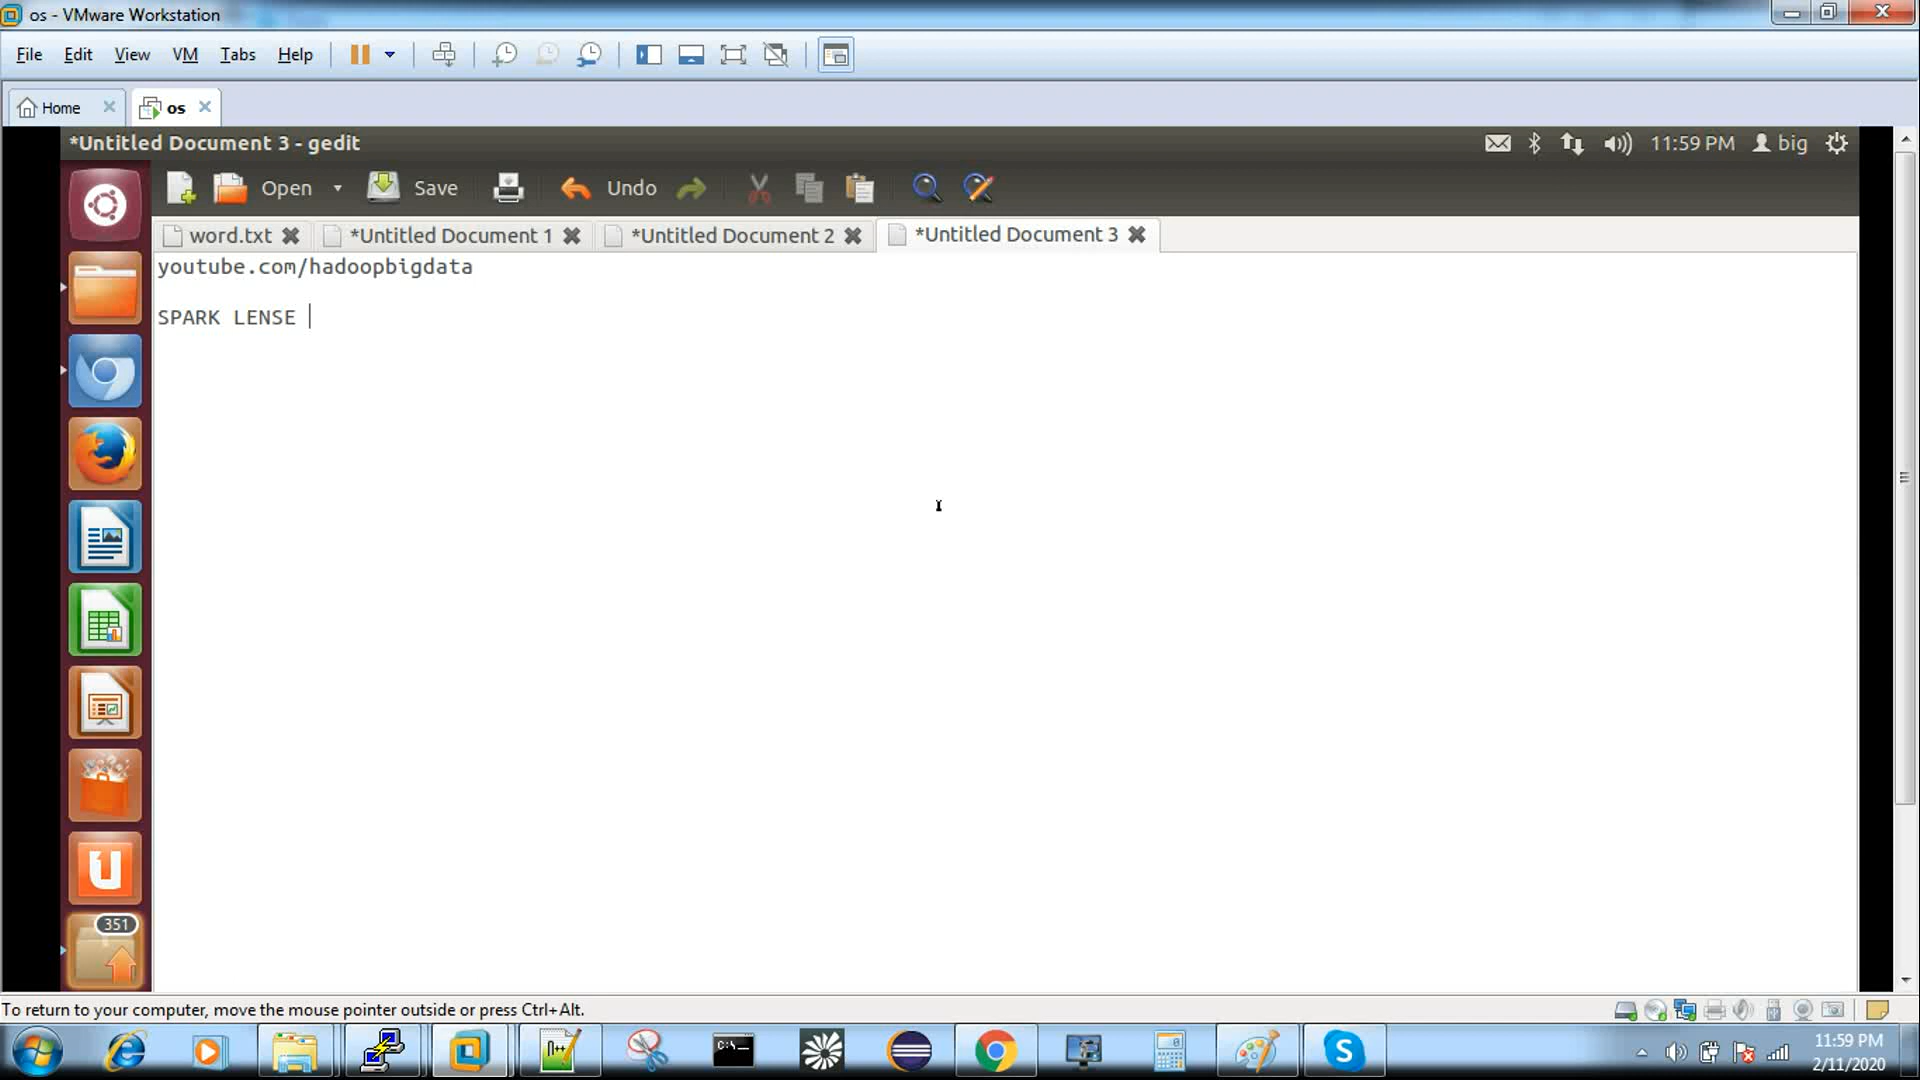 os - VMware Workstation
File Edit View VM Tabs Help
Home os
*Untitled Document 3 - gedit
11:59 PM big
Open Save Undo
word.txt *Untitled Document 1 *Untitled Document 2 *Untitled Document 3
youtube.com/hadoopbigdata
SPARK LENSE
351
To return to your computer, move the mouse pointer outside or press Ctrl+Alt.
11:59 PM
2/11/2020